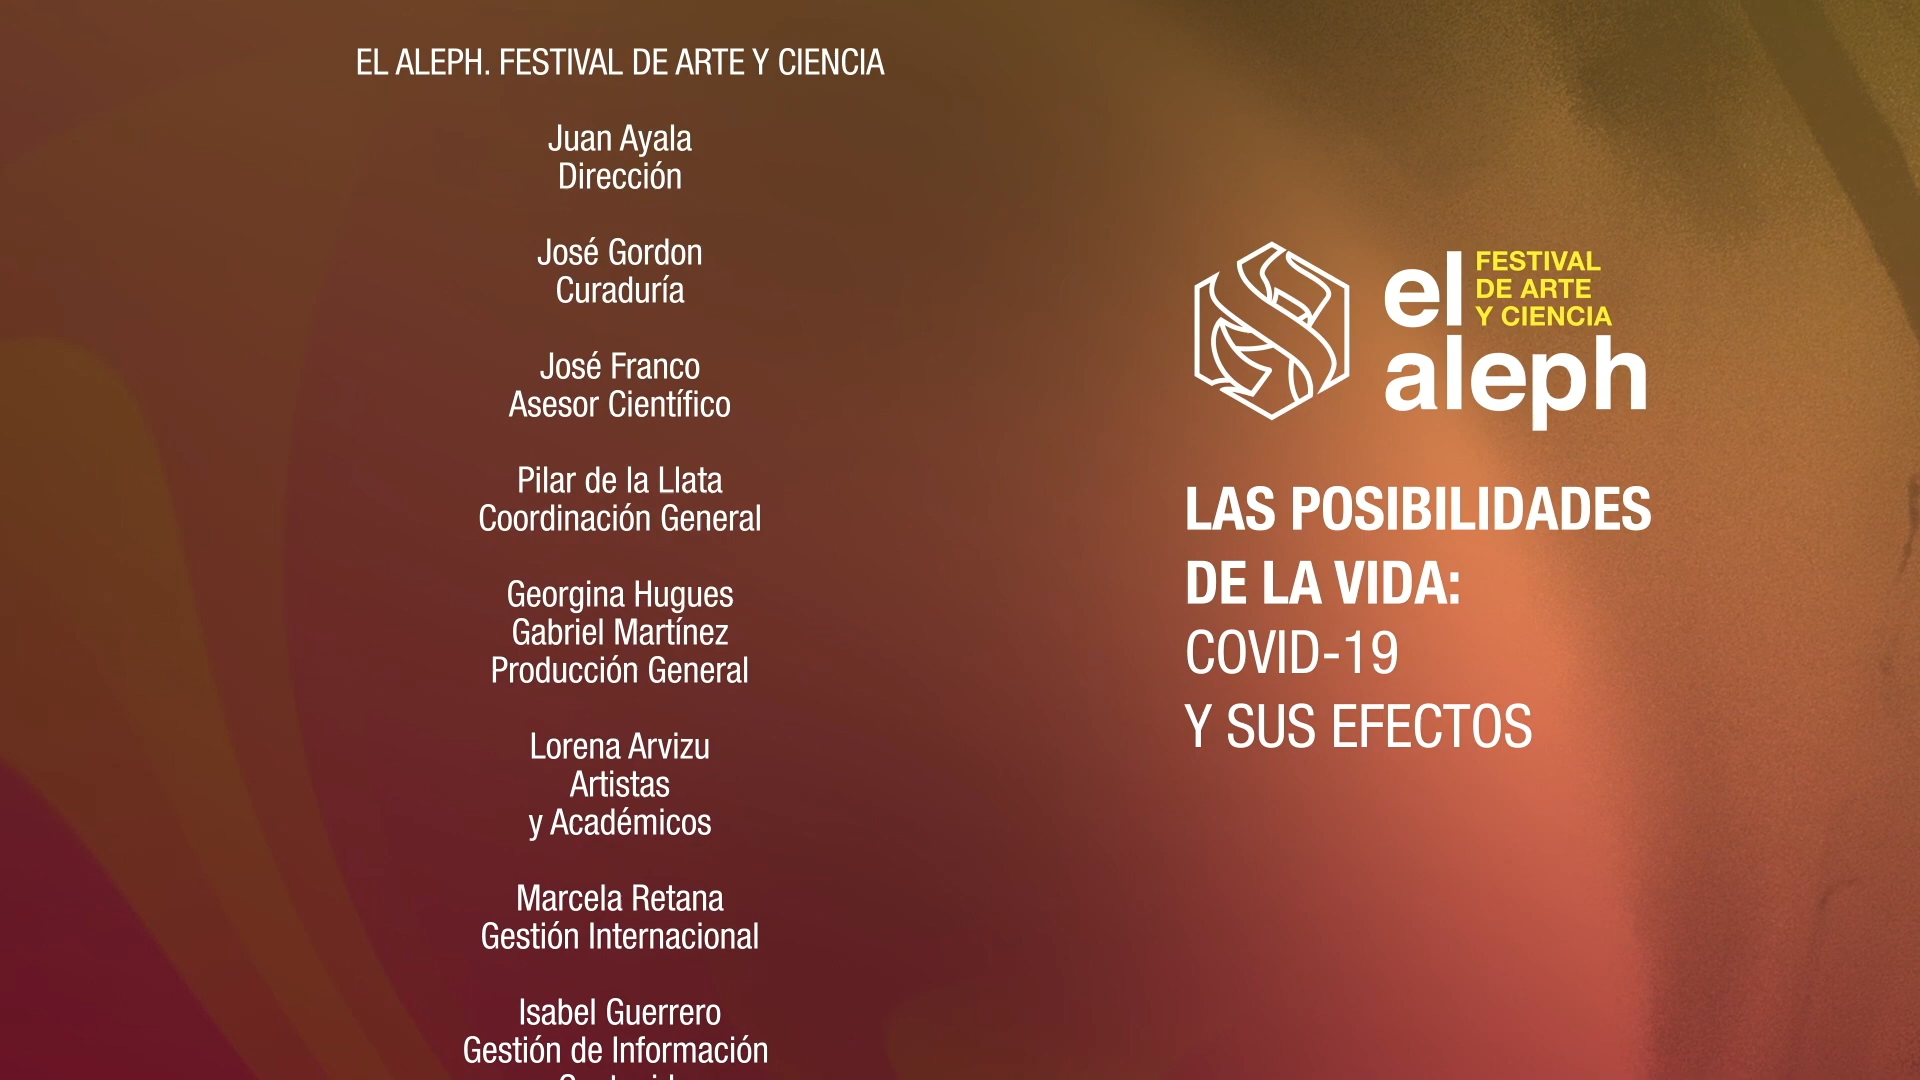 EL ALEPH. FESTIVAL DE ARTE Y CIENCIA
Juan Ayala
Dirección
José Gordon
Curaduría
José Franco
Asesor Científico
Pilar de la Llata
Coordinación General
Georgina Hugues
Gabriel Martínez
Producción General
Lorena Arvizu
Artistas
y Académicos
Marcela Retana
Gestión Internacional
Isabel Guerrero
Gestión de Información
el
aleph
FESTIVAL
DE ARTE
Y CIENCIA
LAS POSIBILIDADES
DE LA VIDA:
COVID-19
Y SUS EFECTOS